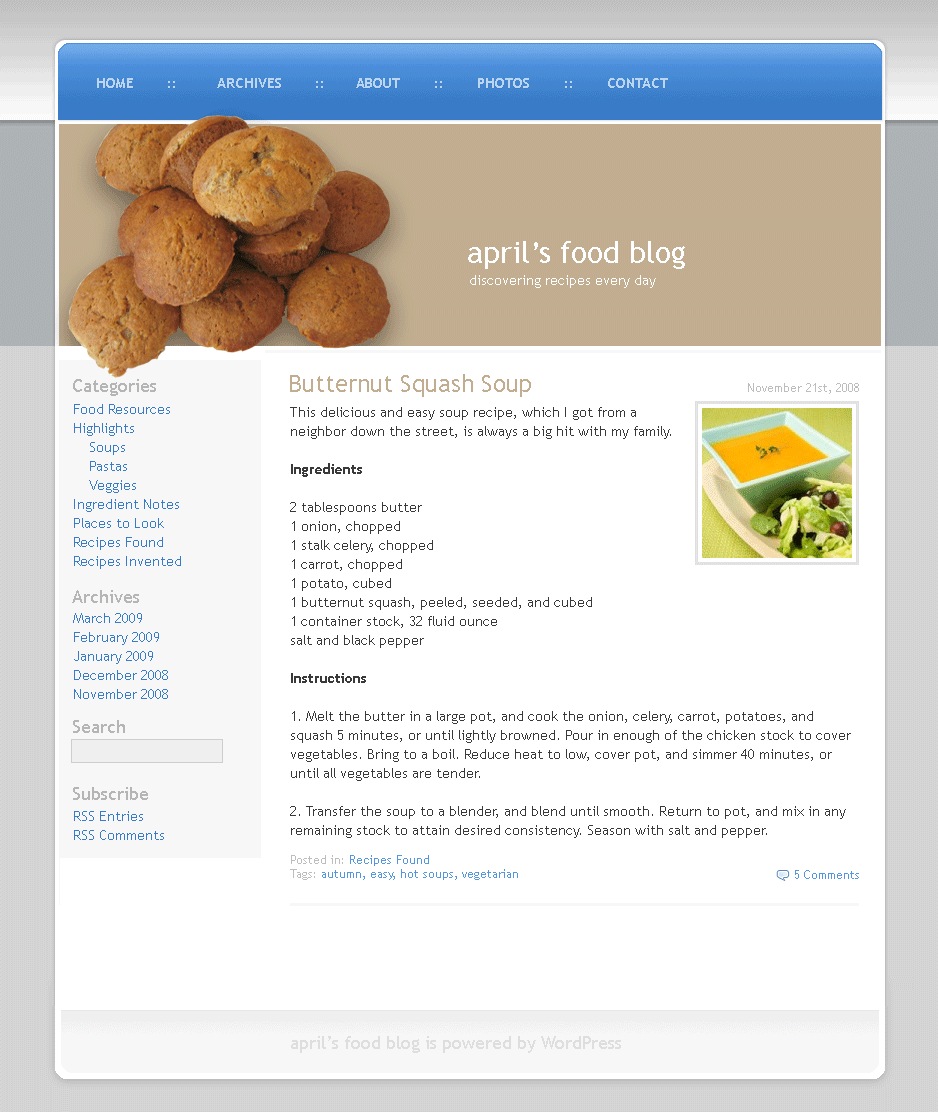 HOME :: ARCHIVES :: ABOUT :: PHOTOS :: CONTACT
april's food blog
discovering recipes every day
Categories
Food Resources
Highlights
Soups
Pastas
Veggies
Ingredient Notes
Places to Look
Recipes Found
Recipes Invented
Archives
March 2009
February 2009
January 2009
December 2008
November 2008
Search
Subscribe
RSS Entries
RSS Comments
Butternut Squash Soup
November 21st, 2008
This delicious and easy soup recipe, which I got from a
neighbor down the street, is always a big hit with my family.
Ingredients
2 tablespoons butter
1 onion, chopped
1 stalk celery, chopped
1 carrot, chopped
1 potato, cubed
1 butternut squash, peeled, seeded, and cubed
1 container stock, 32 fluid ounce
salt and black pepper
Instructions
1. Melt the butter in a large pot, and cook the onion, celery, carrot, potatoes, and
squash 5 minutes, or until lightly browned. Pour in enough of the chicken stock to cover
vegetables. Bring to a boil. Reduce heat to low, cover pot, and simmer 40 minutes, or
until all vegetables are tender.
2. Transfer the soup to a blender, and blend until smooth. Return to pot, and mix in any
remaining stock to attain desired consistency. Season with salt and pepper.
Posted in: Recipes Found
Tags: autumn, easy, hot soups, vegetarian
5 Comments
april's food blog is powered by WordPress